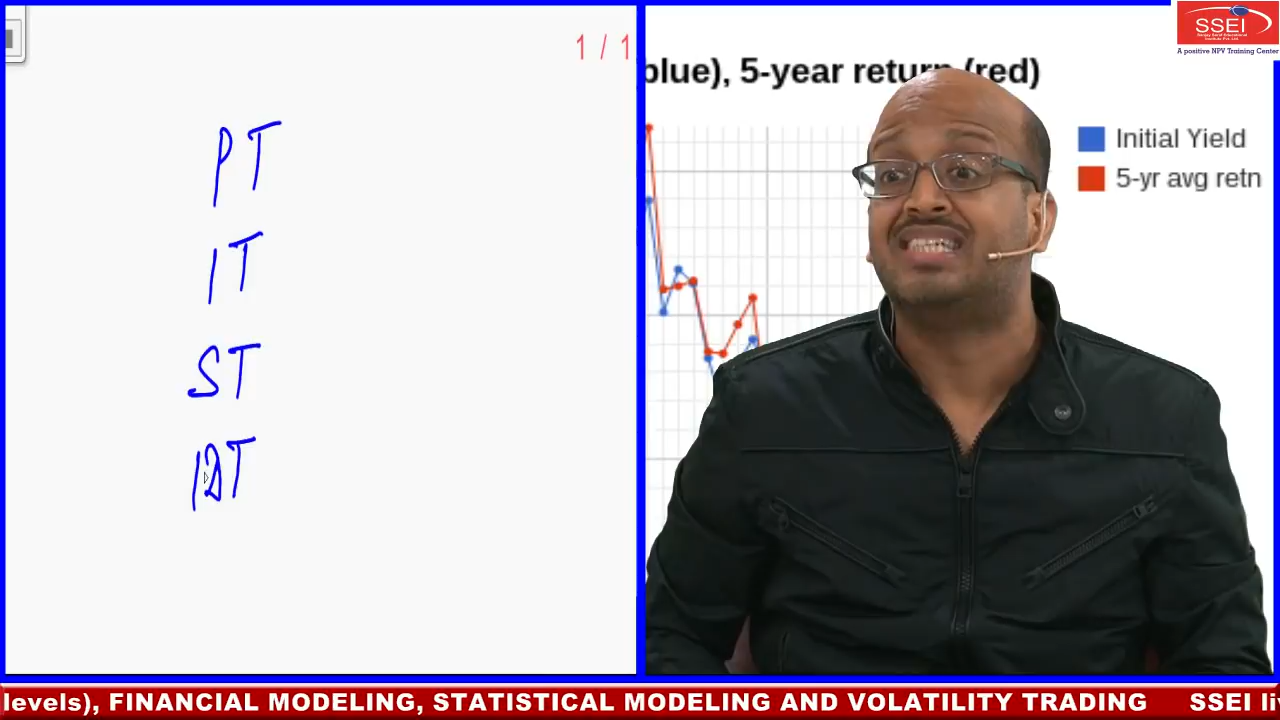 1 / 1
PT
IT
ST
IDT
blue), 5-year return (red)
Initial Yield
5-yr avg retn
SSEI
A positive NPV Training Center
levels), FINANCIAL MODELING, STATISTICAL MODELING AND VOLATILITY TRADING SSEI li